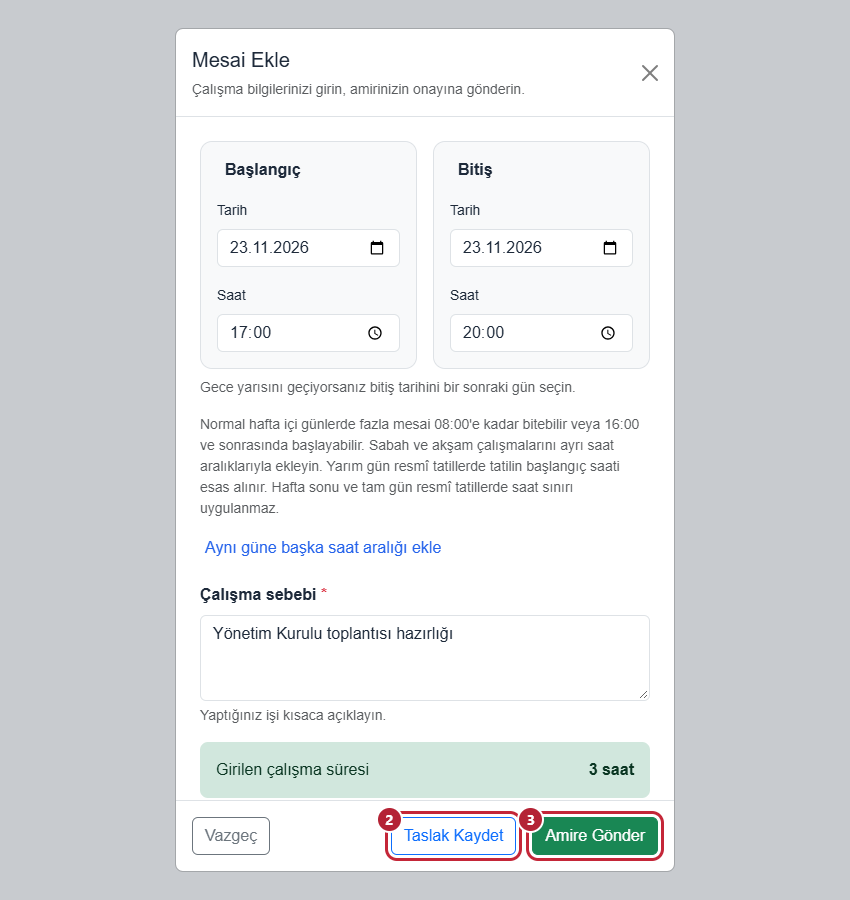 Mesai Ekle
Çalışma bilgilerinizi girin, amirinizin onayına gönderin.
Başlangıç
Tarih
23.11.2026
Saat
17:00
Bitiş
Tarih
23.11.2026
Saat
20:00
Gece yarısını geçiyorsanız bitiş tarihini bir sonraki gün seçin.
Normal hafta içi günlerde fazla mesai 08:00'e kadar bitebilir veya 16:00
ve sonrasında başlayabilir. Sabah ve akşam çalışmalarını ayrı saat
aralıklarıyla ekleyin. Yarım gün resmî tatillerde tatilin başlangıç saati
esas alınır. Hafta sonu ve tam gün resmî tatillerde saat sınırı
uygulanmaz.
Aynı güne başka saat aralığı ekle
Çalışma sebebi *
Yönetim Kurulu toplantısı hazırlığı
Yaptığınız işi kısaca açıklayın.
Girilen çalışma süresi 3 saat
Vazgeç
2 Taslak Kaydet
3 Amire Gönder